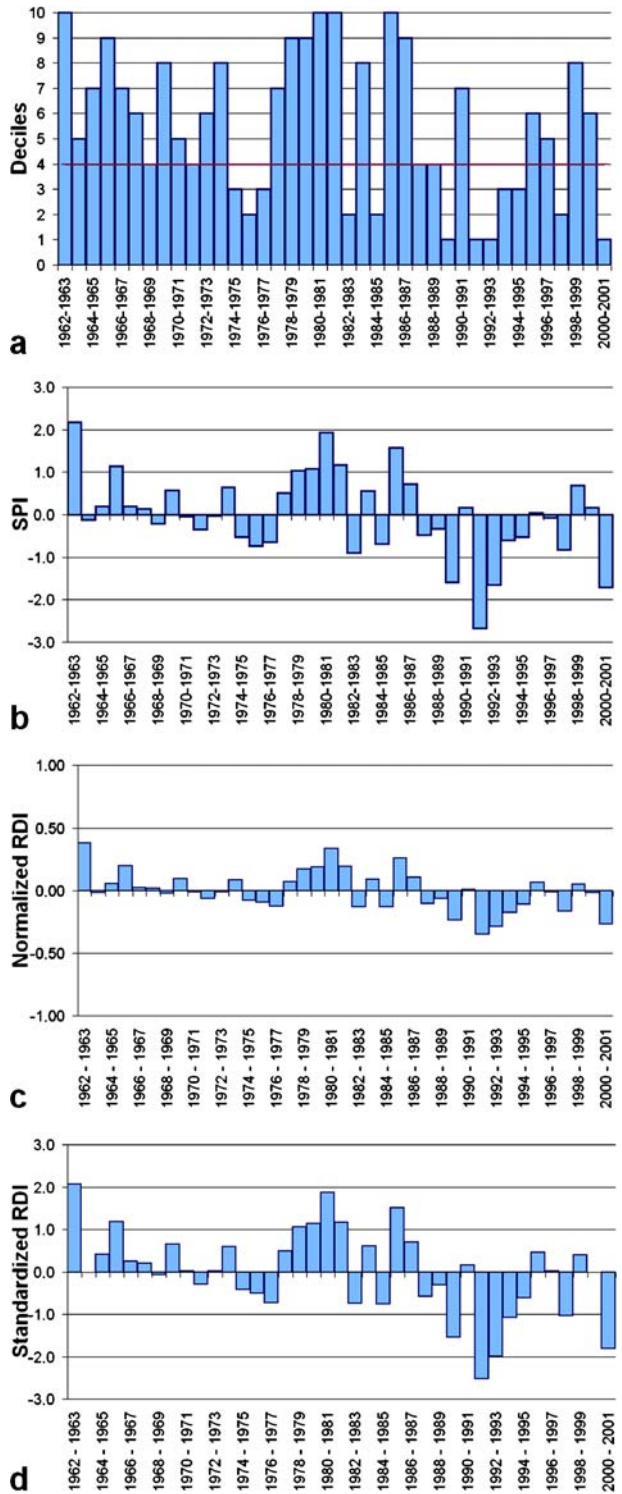 Deciles
10
9
8
7
6
5
4
3
2
1
0
1962-1963
1964-1965
1966-1967
1968-1969
1970-1971
1972-1973
1974-1975
1976-1977
1978-1979
1980-1981
1982-1983
1984-1985
1986-1987
1988-1989
1990-1991
1992-1993
1994-1995
1996-1997
1998-1999
2000-2001
a
SPI
3.0
2.0
1.0
0.0
-1.0
-2.0
-3.0
1962-1963
1964-1965
1966-1967
1968-1969
1970-1971
1972-1973
1974-1975
1976-1977
1978-1979
1980-1981
1982-1983
1984-1985
1986-1987
1988-1989
1990-1991
1992-1993
1994-1995
1996-1997
1998-1999
2000-2001
b
Normalized RDI
1.00
0.50
0.00
-0.50
-1.00
1962 - 1963
1964 - 1965
1966 - 1967
1968 - 1969
1970 - 1971
1972 - 1973
1974 - 1975
1976 - 1977
1978 - 1979
1980 - 1981
1982 - 1983
1984 - 1985
1986 - 1987
1988 - 1989
1990 - 1991
1992 - 1993
1994 - 1995
1996 - 1997
1998 - 1999
2000 - 2001
c
Standardized RDI
3.0
2.0
1.0
0.0
-1.0
-2.0
-3.0
1962 - 1963
1964 - 1965
1966 - 1967
1968 - 1969
1970 - 1971
1972 - 1973
1974 - 1975
1976 - 1977
1978 - 1979
1980 - 1981
1982 - 1983
1984 - 1985
1986 - 1987
1988 - 1989
1990 - 1991
1992 - 1993
1994 - 1995
1996 - 1997
1998 - 1999
2000 - 2001
d